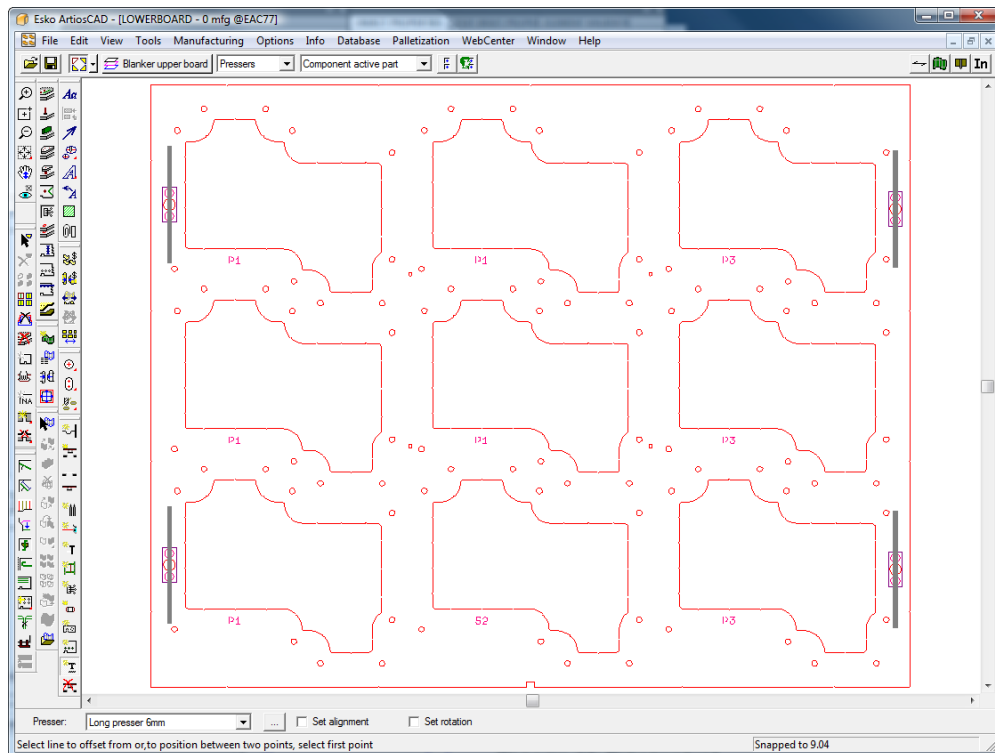 Esko ArtiosCAD - [LOWERBOARD - 0 mfg @EAC77]
File Edit View Tools Manufacturing Options Info Database Palletization WebCenter Window Help
Blanker upper board Pressers Component active part In
P1 P1 P3
P1 P1 P3
P1 S2 P3
Presser: Long presser 6mm ... Set alignment Set rotation
Select line to offset from or,to position between two points, select first point Snapped to 9.04